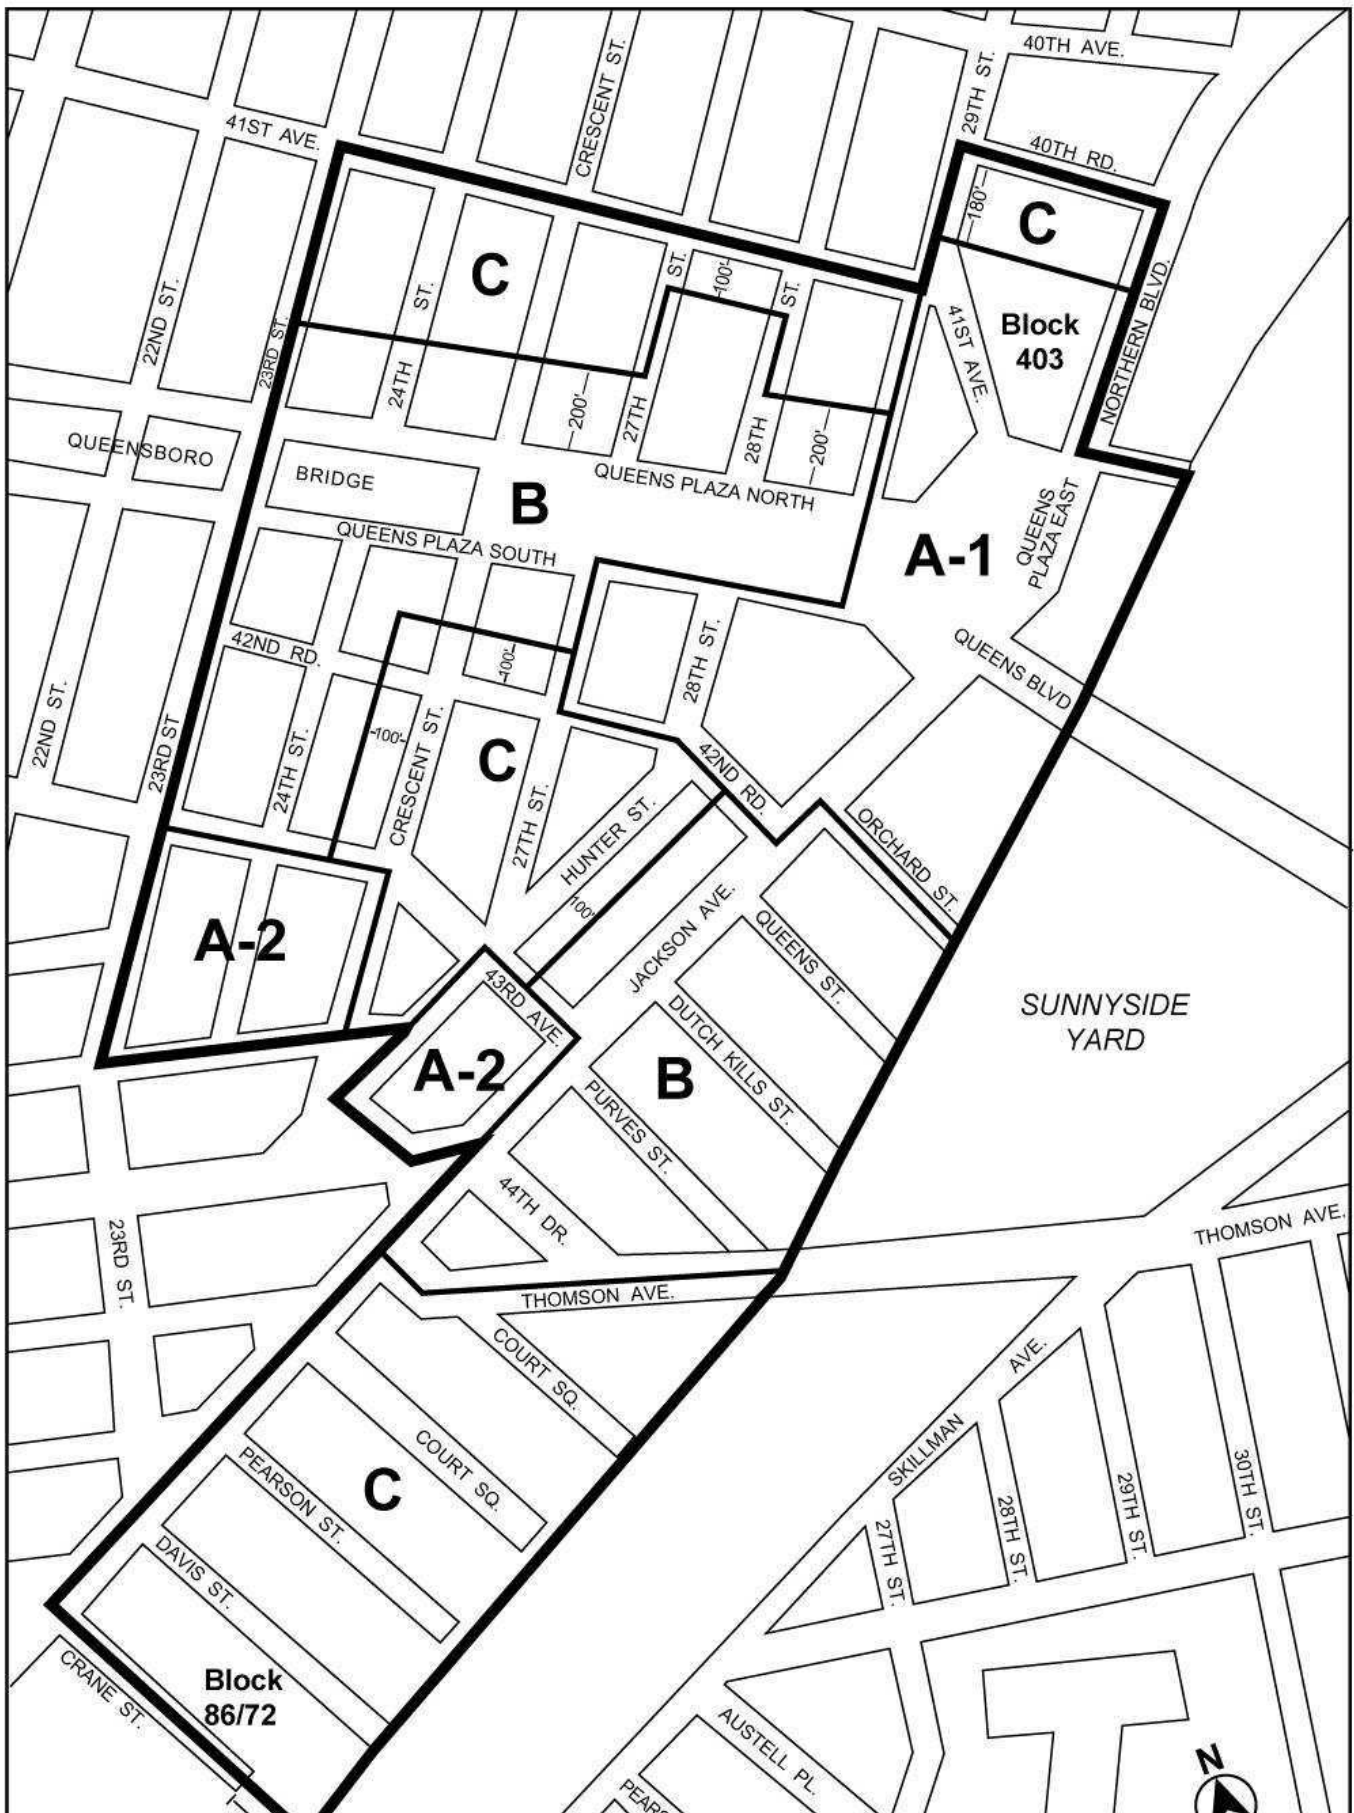 40TH AVE.
CRESCENT ST.
29TH ST.
41ST AVE.
40TH RD.
180'
C
C
ST.
100'
ST.
ST.
22ND ST.
23RD ST.
41ST AVE.
Block
403
NORTHERN BLVD.
24TH
200'
27TH
28TH
200'
QUEENSBORO
BRIDGE
B
QUEENS PLAZA NORTH
QUEENS PLAZA SOUTH
A-1
QUEENS
PLAZA EAST
42ND RD.
100'
28TH ST.
QUEENS BLVD
22ND ST.
23RD ST
24TH ST.
100'
CRESCENT ST.
C
27TH ST.
42ND RD.
HUNTER ST.
ORCHARD ST.
100'
JACKSON AVE.
QUEENS ST.
A-2
43RD AVE.
SUNNYSIDE
YARD
DUTCH KILLS ST.
A-2
B
PURVES ST.
44TH DR.
23RD ST.
THOMSON AVE.
THOMSON AVE.
COURT SQ.
SKILLMAN AVE.
COURT SQ.
C
PEARSON ST.
27TH ST.
28TH ST.
29TH ST.
30TH ST.
DAVIS ST.
CRANE ST.
Block
86/72
AUSTELL PL.
N